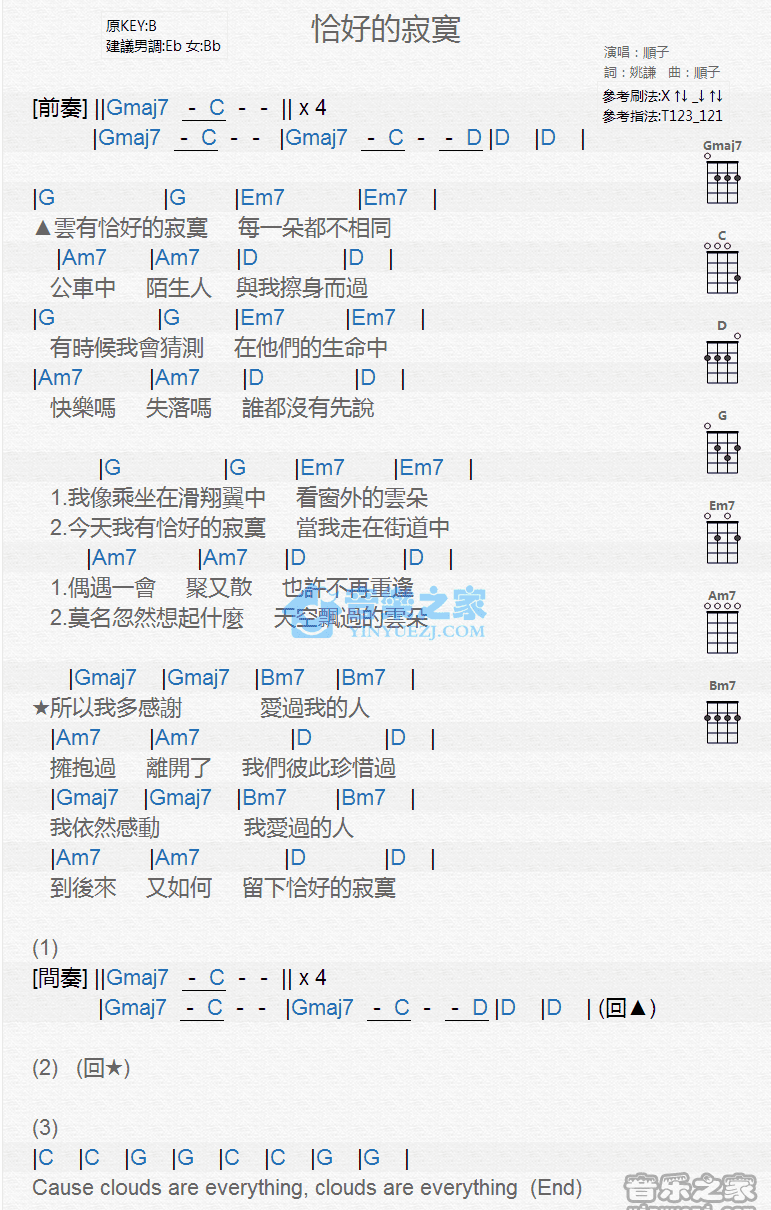 原KEY:B
建議男調:Eb 女:Bb
恰好的寂寞
演唱：順子
詞：姚謙 曲：順子
參考刷法:X ↑↓ _↓ ↑↓
參考指法:T123_121
[前奏] ||Gmaj7 - C - - || x 4
|Gmaj7 - C - - |Gmaj7 - C - - D |D |D |
|G |G |Em7 |Em7 |
▲雲有恰好的寂寞 每一朵都不相同
|Am7 |Am7 |D |D |
公車中 陌生人 與我擦身而過
|G |G |Em7 |Em7 |
有時候我會猜測 在他們的生命中
|Am7 |Am7 |D |D |
快樂嗎 失落嗎 誰都沒有先說
|G |G |Em7 |Em7 |
1.我像乘坐在滑翔翼中 看窗外的雲朵
2.今天我有恰好的寂寞 當我走在街道中
|Am7 |Am7 |D |D |
1.偶遇一會 聚又散 也許不再重逢
2.莫名忽然想起什麼 天空飄過的雲朵
|Gmaj7 |Gmaj7 |Bm7 |Bm7 |
★所以我多感謝 愛過我的人
|Am7 |Am7 |D |D |
擁抱過 離開了 我們彼此珍惜過
|Gmaj7 |Gmaj7 |Bm7 |Bm7 |
我依然感動 我愛過的人
|Am7 |Am7 |D |D |
到後來 又如何 留下恰好的寂寞
(1)
[間奏] ||Gmaj7 - C - - || x 4
|Gmaj7 - C - - |Gmaj7 - C - - D |D |D | (回▲)
(2) (回★)
(3)
|C |C |G |G |C |C |G |G |
Cause clouds are everything, clouds are everything (End)
Gmaj7
C
D
G
Em7
Am7
Bm7
音樂之家
YINYUEZJ.COM
音乐之家